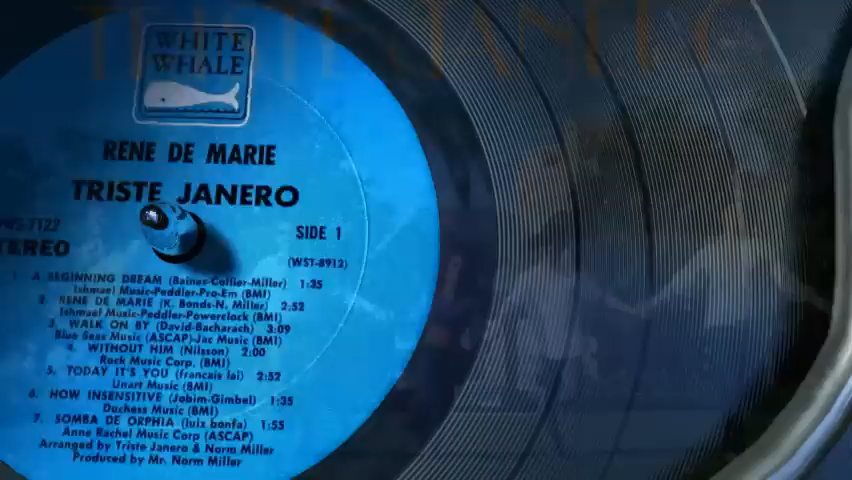 WHITE
WHALE
RENE DE MARIE
TRISTE JANERO
7122
STEREO
SIDE 1
(WST-8912)
1. A BEGINNING DREAM (Baines-Collier-Miller) 1:35
Ishmael Music-Peddler-Pro-Em (BMI)
2. RENE DE MARIE (K. Bonds-N. Miller) 2:52
Ishmael Music-Peddler-Powerclock (BMI)
3. WALK ON BY (David-Bacharach) 3:09
Blue Seas Music (ASCAP)-Jac Music (BMI)
4. WITHOUT HIM (Nilsson) 2:00
Rock Music Corp. (BMI)
5. TODAY IT'S YOU (francais lai) 2:52
Unart Music (BMI)
6. HOW INSENSITIVE (Jobim-Gimbel) 1:35
Duchess Music (BMI)
7. SOMBA DE ORPHIA (luiz bonfa) 1:55
Anne Rachel Music Corp (ASCAP)
Arranged by Triste Janero & Norm Miller
Produced by Mr. Norm Miller